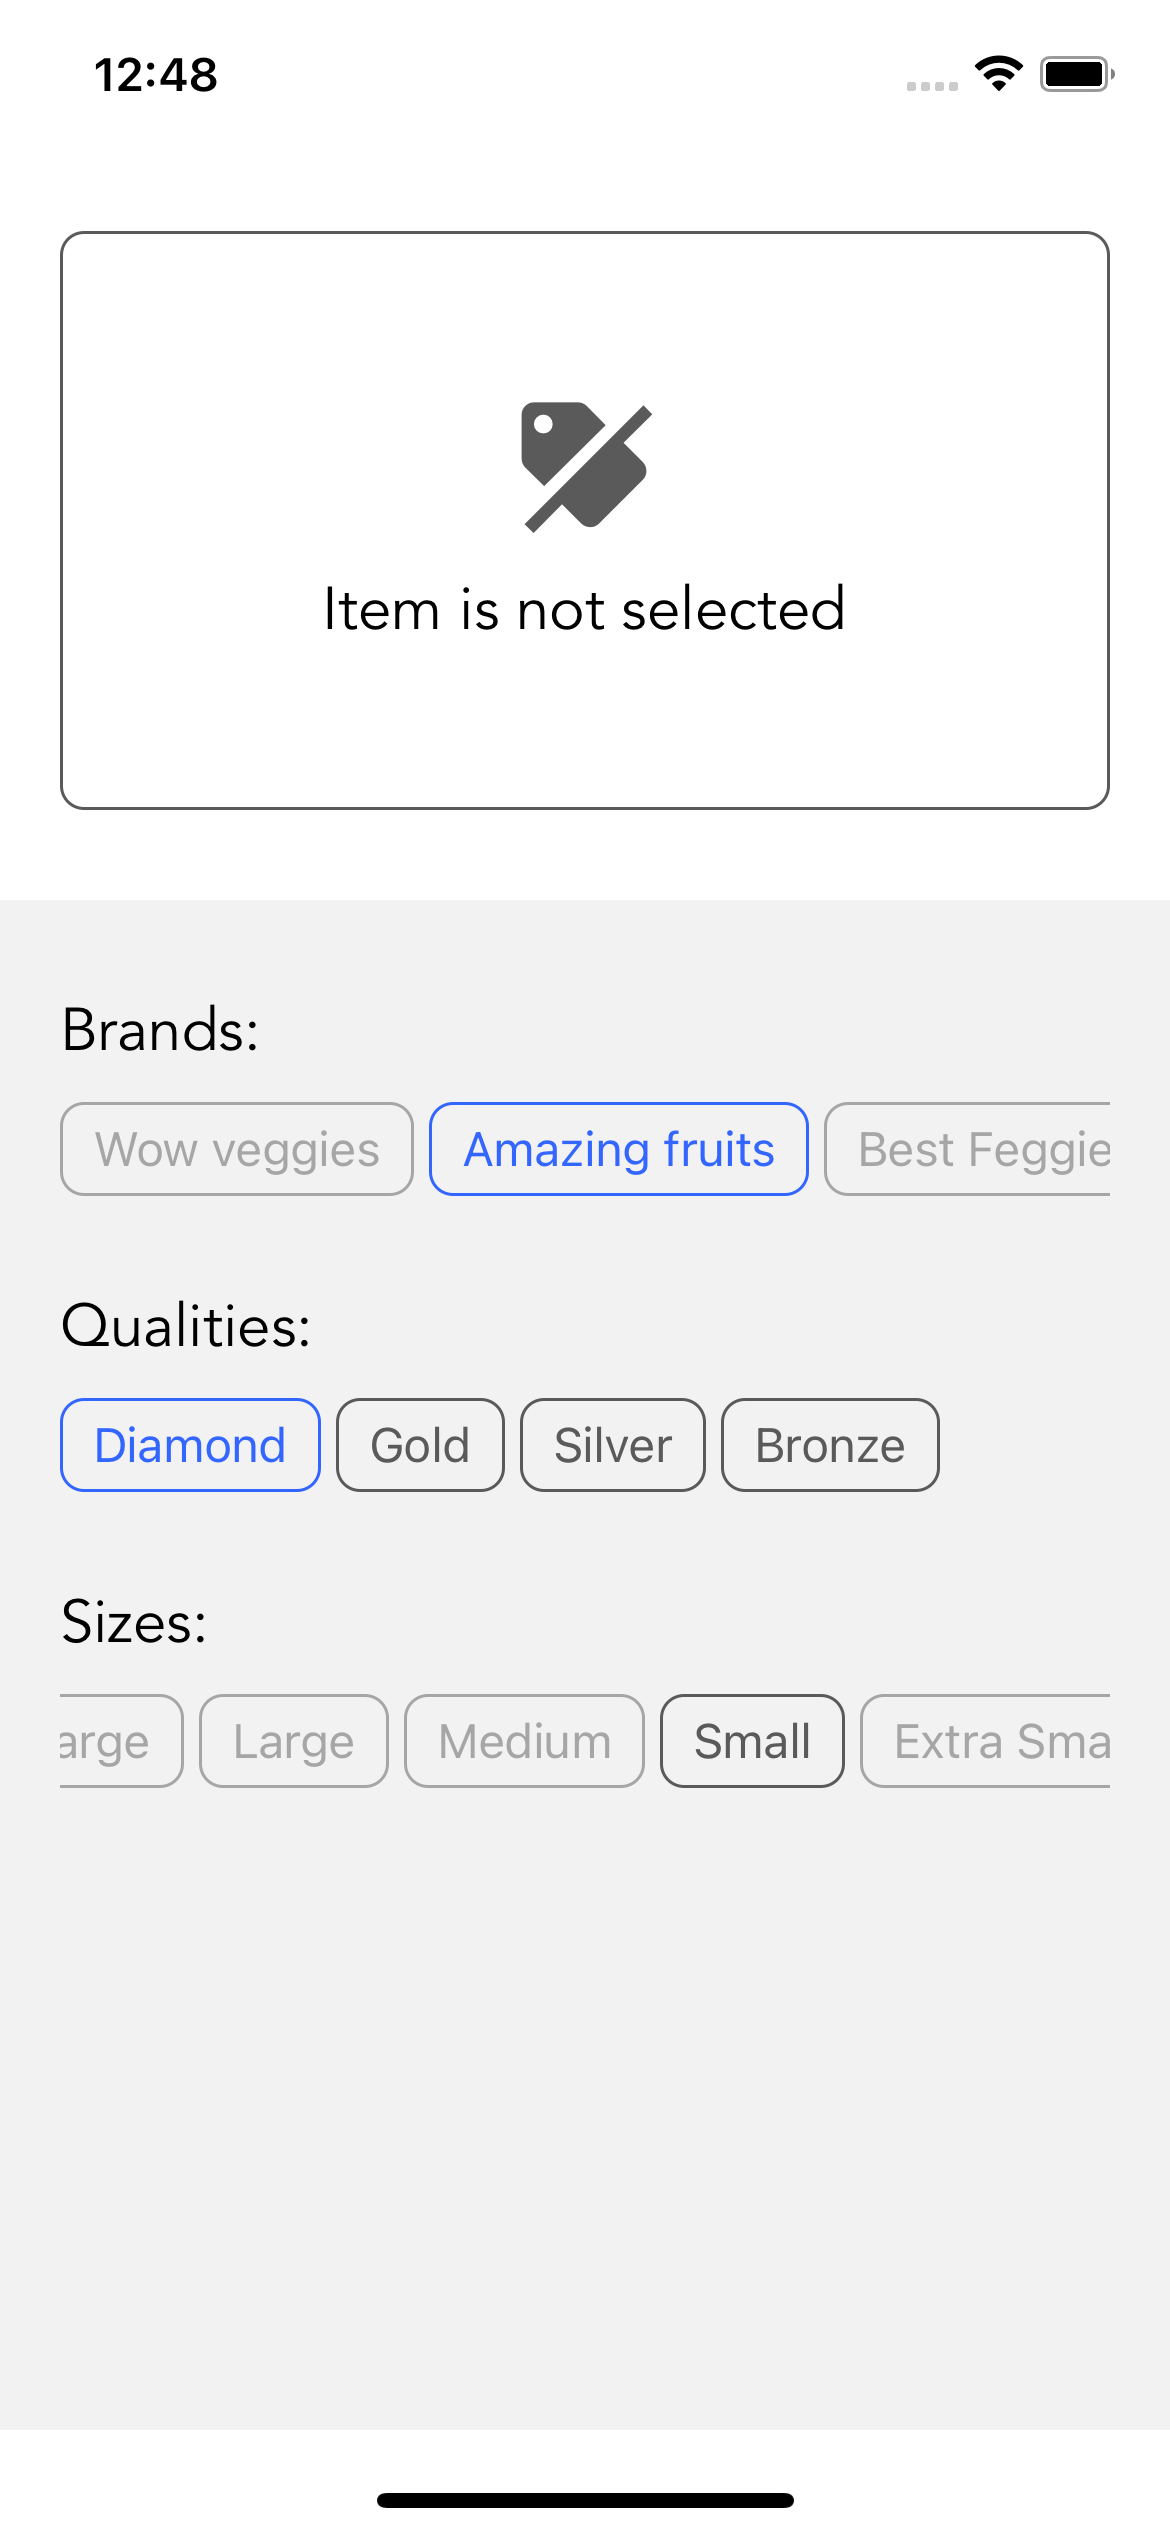 12:48
Item is not selected
Brands:
Wow veggies Amazing fruits Best Feggie
Qualities:
Diamond Gold Silver Bronze
Sizes:
arge Large Medium Small Extra Sma